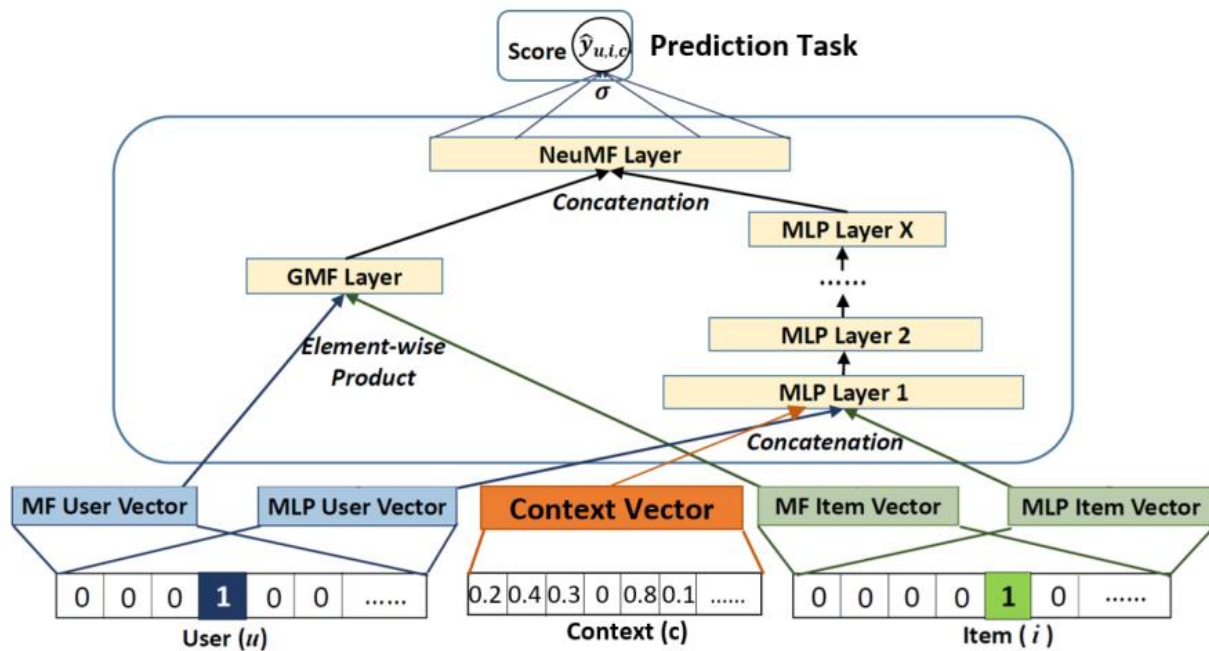 Score ŷu,i,c Prediction Task
σ
NeuMF Layer
Concatenation
MLP Layer X
GMF Layer
......
Element-wise
Product
MLP Layer 2
MLP Layer 1
Concatenation
MF User Vector MLP User Vector Context Vector MF Item Vector MLP Item Vector
0 0 0 1 0 0 ...... 0.2 0.4 0.3 0 0.8 0.1 ...... 0 0 0 0 1 0 ......
User (u) Context (c) Item ( i )